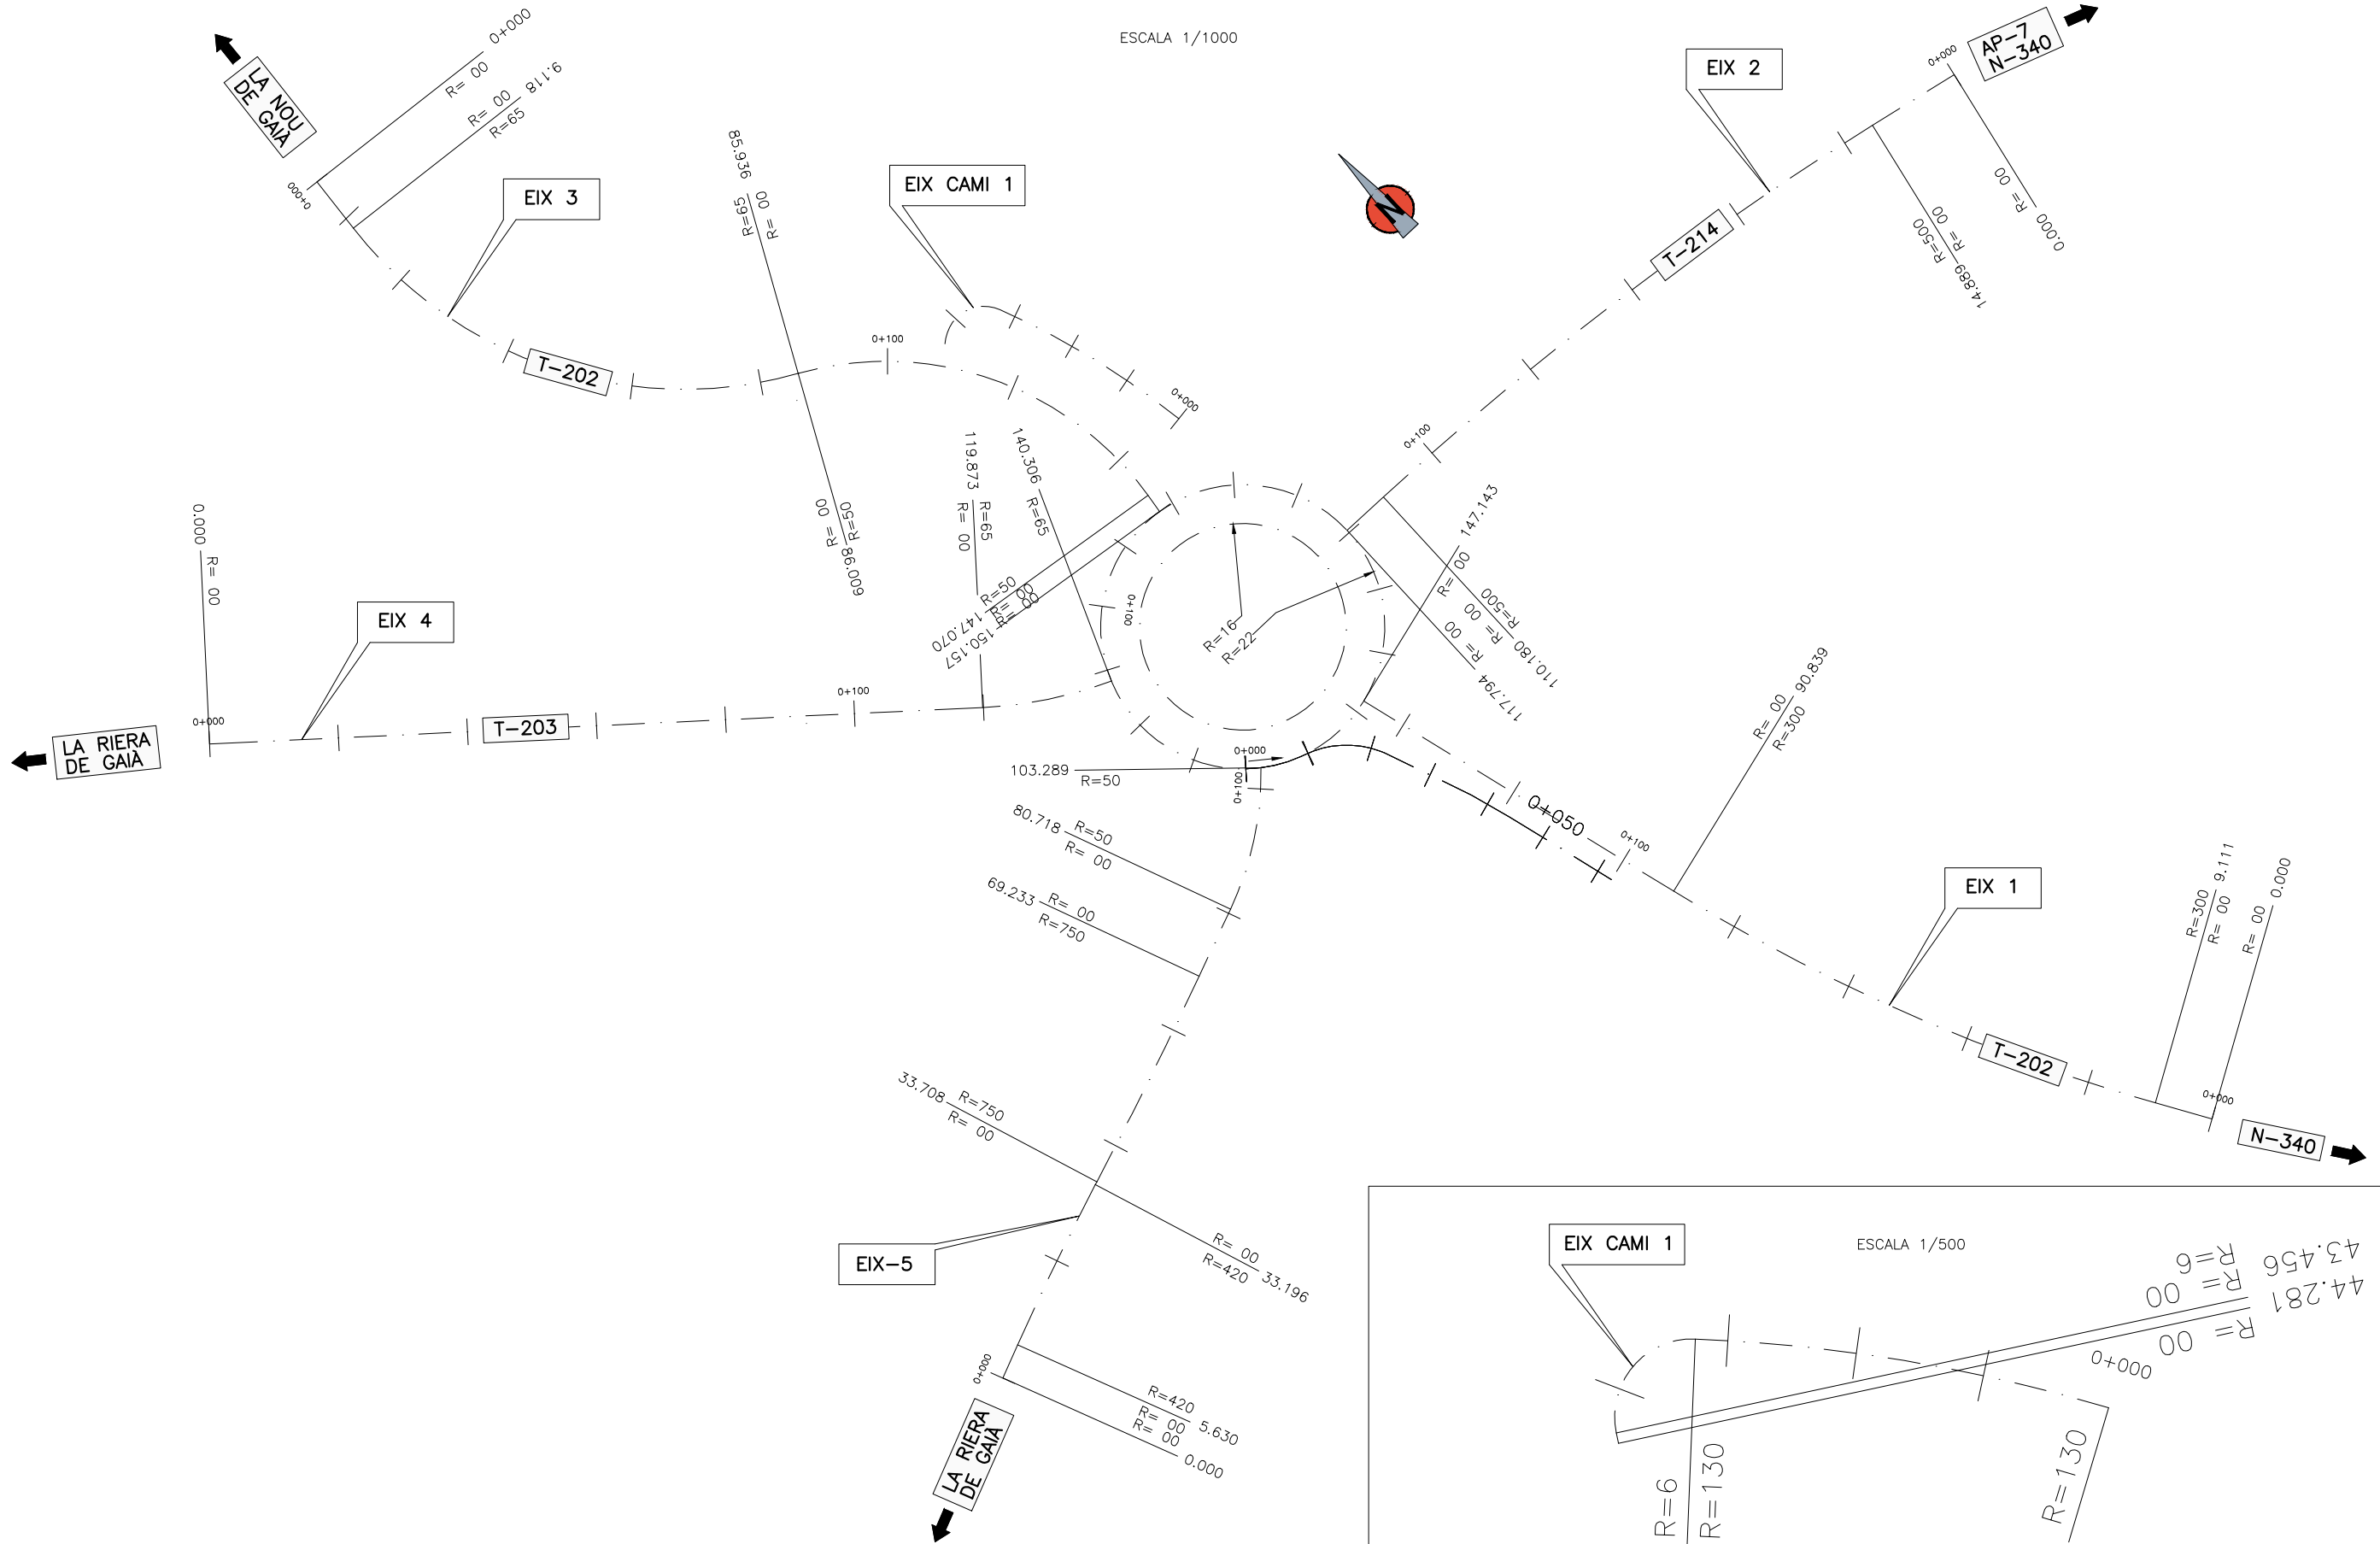 ESCALA 1/1000
LA NOU
DE GAIÀ
0+000
R= 00
9.118
R= 00
R=65
0+000
EIX 3
T-202
85.936
R= 00
R=65
R=50
R= 00
86.009
EIX CAMI 1
0+100
0+000
N
EIX 2
AP-7
N-340
0+000
0.000
R= 00
14.889
R= 00
R=500
T-214
0+100
147.143
R= 00
R=500
R= 00
110.180
R= 00
117.794
119.873
R=65
R= 00
140.306
R=65
R=50
R= 00
147.070
R= 00
150.157
R=16
R=22
0+100
0.000
R= 00
EIX 4
LA RIERA
DE GAIÀ
0+000
T-203
0+100
103.289
R=50
0+000
0+100
80.718
R=50
R= 00
69.233
R= 00
R=750
0+050
0+100
R= 00
90.839
R=300
EIX 1
R=300
9.111
R= 00
R= 00
0.000
T-202
0+000
N-340
33.708
R=750
R= 00
R= 00
33.196
R=420
EIX-5
0+000
R=420
5.630
R= 00
R= 00
0.000
LA RIERA
DE GAIÀ
EIX CAMI 1
ESCALA 1/500
R=6
43.456
R= 00
44.281
R= 00
0+000
R=6
R=130
R=130